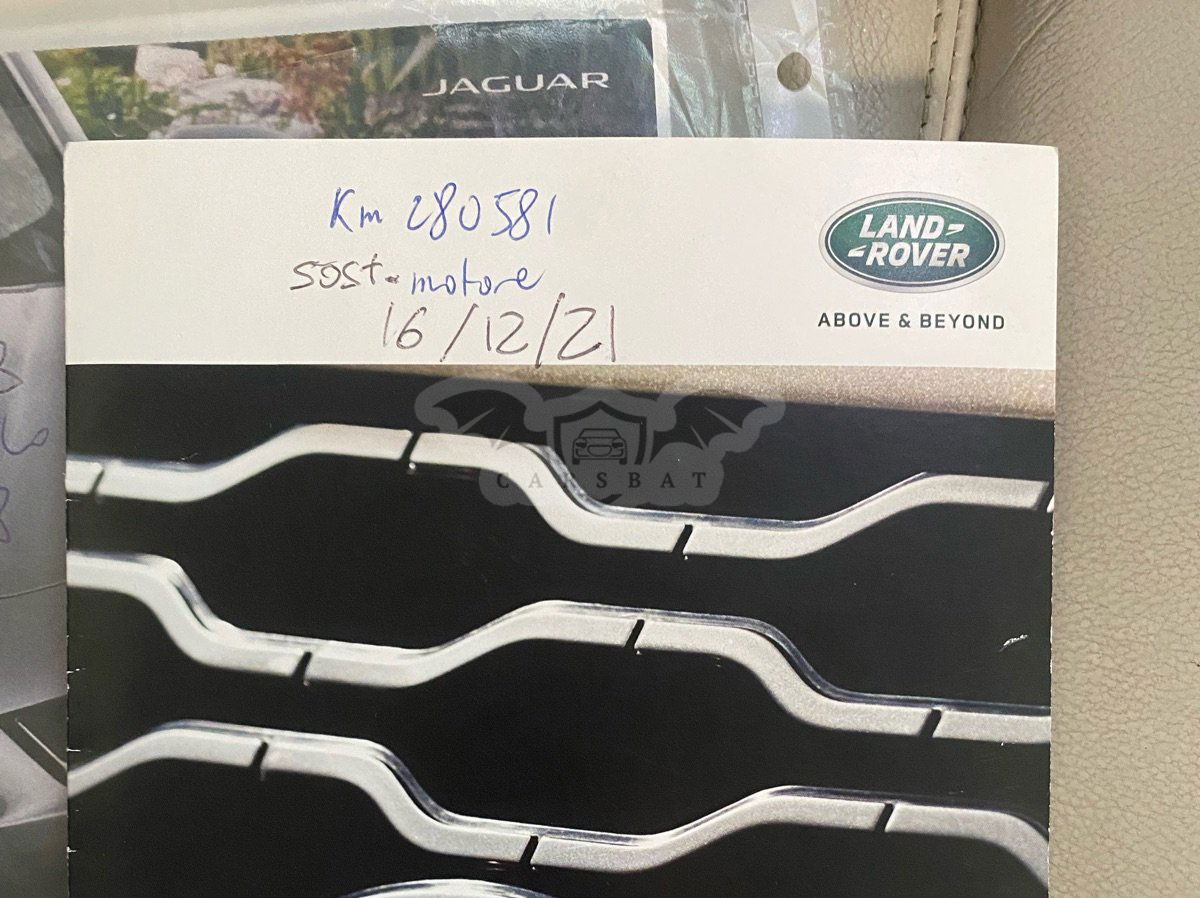 JAGUAR
Km 280581
sost. motore
16/12/21
LAND-
-ROVER
ABOVE & BEYOND
CARSBAT